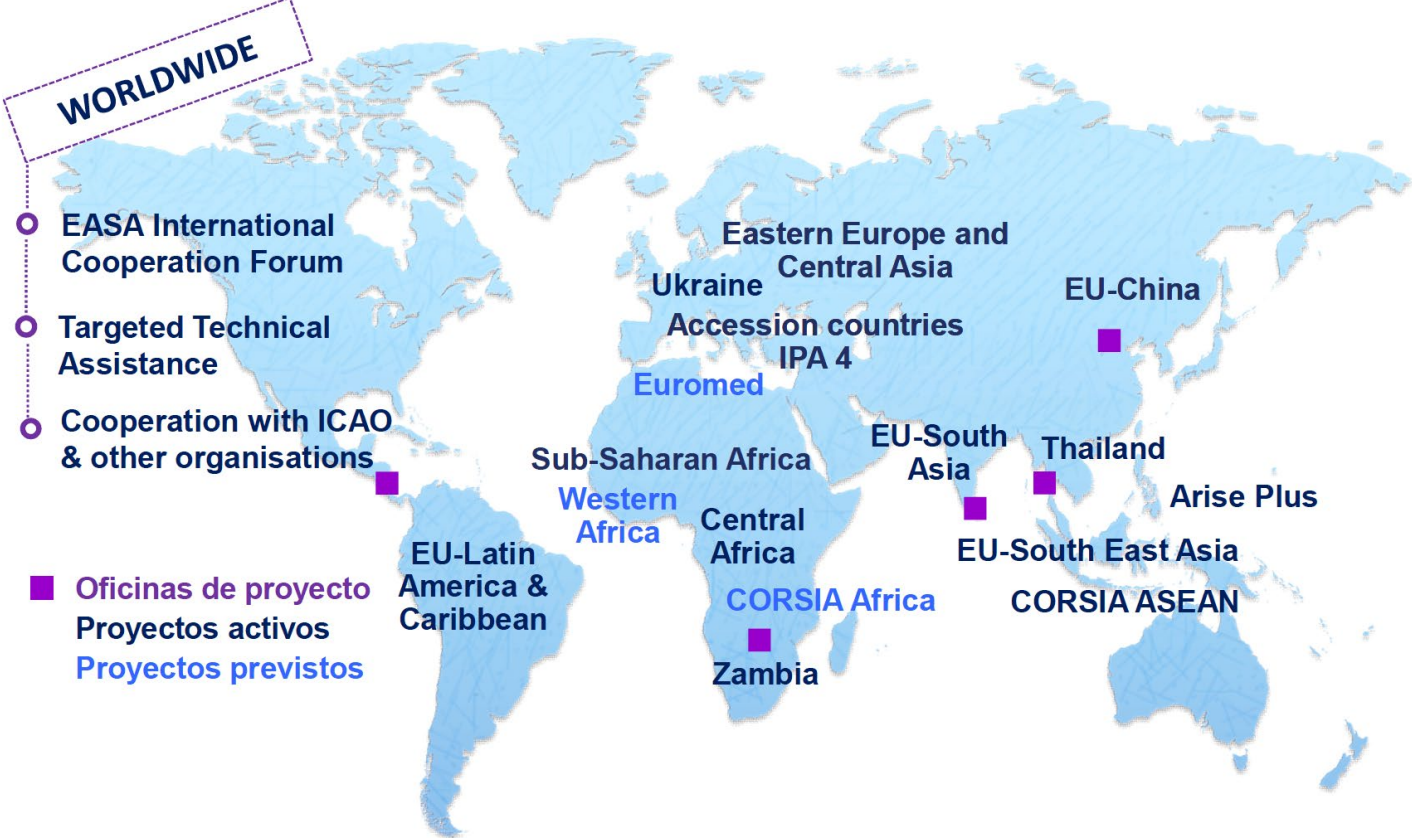 WORLDWIDE
EASA International
Cooperation Forum
Targeted Technical
Assistance
Cooperation with ICAO
& other organisations
Oficinas de proyecto
Proyectos activos
Proyectos previstos
EU-Latin
America &
Caribbean
Eastern Europe and
Central Asia
Ukraine
Accession countries
IPA 4
Euromed
Sub-Saharan Africa
Western
Africa
Central
Africa
CORSIA Africa
Zambia
EU-China
EU-South
Asia
Thailand
Arise Plus
EU-South East Asia
CORSIA ASEAN